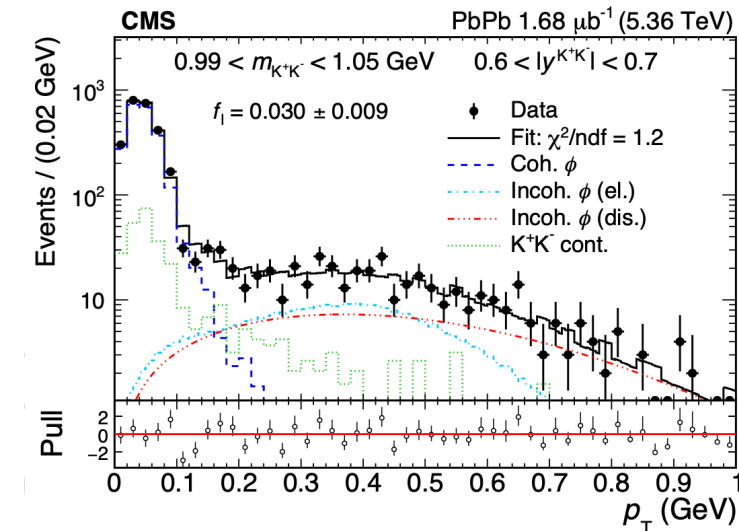 CMS PbPb 1.68 μb⁻¹ (5.36 TeV)
0.99 < m_K⁺K⁻ < 1.05 GeV 0.6 < |y^K⁺K⁻| < 0.7
f_I = 0.030 ± 0.009
Data
Fit: χ²/ndf = 1.2
Coh. ϕ
Incoh. ϕ (el.)
Incoh. ϕ (dis.)
K⁺K⁻ cont.
Events / (0.02 GeV)
10³
10²
10
Pull
2
0
−2
0 0.1 0.2 0.3 0.4 0.5 0.6 0.7 0.8 0.9 1
p_T (GeV)